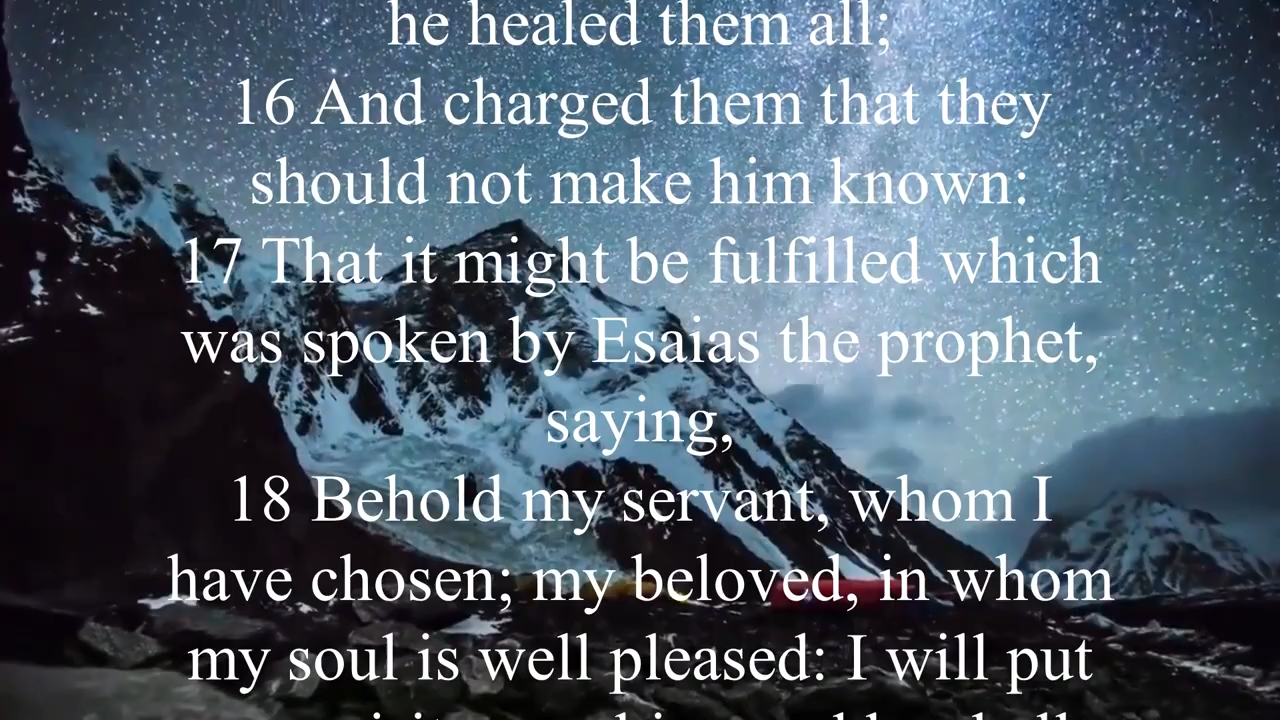 he healed them all;
16 And charged them that they
should not make him known:
17 That it might be fulfilled which
was spoken by Esaias the prophet,
saying,
18 Behold my servant, whom I
have chosen; my beloved, in whom
my soul is well pleased: I will put